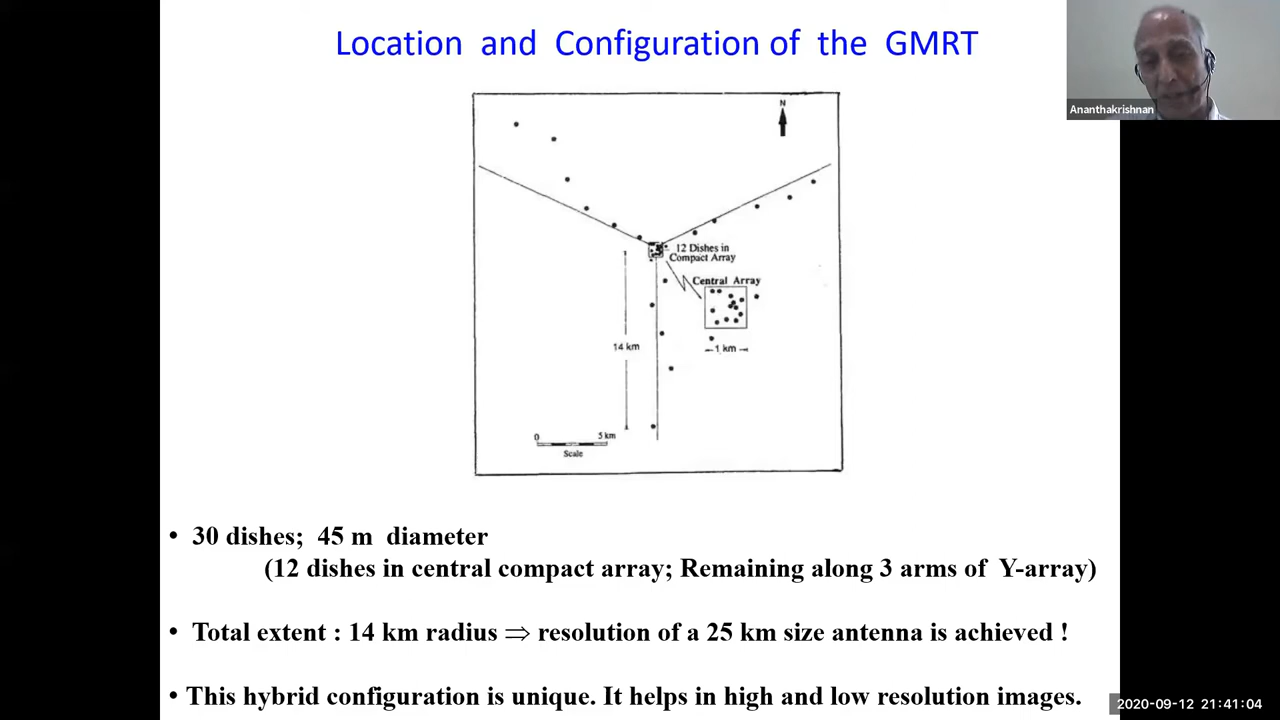 Location and Configuration of the GMRT
Ananthakrishnan
N
12 Dishes in
Compact Array
Central Array
14 km
1 km
0 5 km
Scale
• 30 dishes; 45 m diameter
(12 dishes in central compact array; Remaining along 3 arms of Y-array)
• Total extent : 14 km radius ⇒ resolution of a 25 km size antenna is achieved !
• This hybrid configuration is unique. It helps in high and low resolution images.
2020-09-12 21:41:04